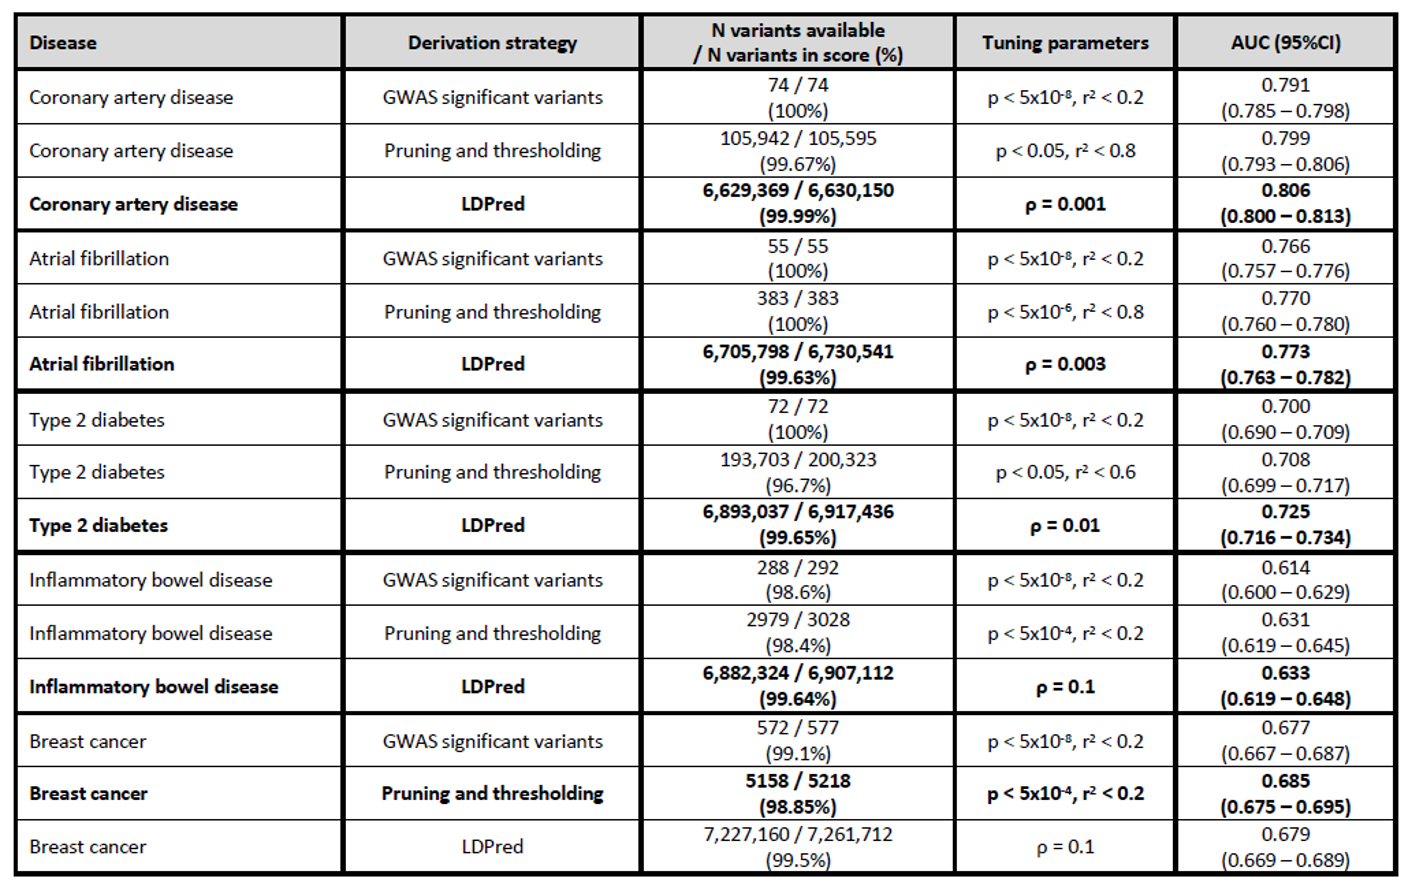 Disease Derivation strategy N variants available / N variants in score (%) Tuning parameters AUC (95%CI)
Coronary artery disease GWAS significant variants 74 / 74 (100%) p < 5x10⁻⁸, r² < 0.2 0.791 (0.785 – 0.798)
Coronary artery disease Pruning and thresholding 105,942 / 105,595 (99.67%) p < 0.05, r² < 0.8 0.799 (0.793 – 0.806)
Coronary artery disease LDPred 6,629,369 / 6,630,150 (99.99%) ρ = 0.001 0.806 (0.800 – 0.813)
Atrial fibrillation GWAS significant variants 55 / 55 (100%) p < 5x10⁻⁸, r² < 0.2 0.766 (0.757 – 0.776)
Atrial fibrillation Pruning and thresholding 383 / 383 (100%) p < 5x10⁻⁶, r² < 0.8 0.770 (0.760 – 0.780)
Atrial fibrillation LDPred 6,705,798 / 6,730,541 (99.63%) ρ = 0.003 0.773 (0.763 – 0.782)
Type 2 diabetes GWAS significant variants 72 / 72 (100%) p < 5x10⁻⁸, r² < 0.2 0.700 (0.690 – 0.709)
Type 2 diabetes Pruning and thresholding 193,703 / 200,323 (96.7%) p < 0.05, r² < 0.6 0.708 (0.699 – 0.717)
Type 2 diabetes LDPred 6,893,037 / 6,917,436 (99.65%) ρ = 0.01 0.725 (0.716 – 0.734)
Inflammatory bowel disease GWAS significant variants 288 / 292 (98.6%) p < 5x10⁻⁸, r² < 0.2 0.614 (0.600 – 0.629)
Inflammatory bowel disease Pruning and thresholding 2979 / 3028 (98.4%) p < 5x10⁻⁴, r² < 0.2 0.631 (0.619 – 0.645)
Inflammatory bowel disease LDPred 6,882,324 / 6,907,112 (99.64%) ρ = 0.1 0.633 (0.619 – 0.648)
Breast cancer GWAS significant variants 572 / 577 (99.1%) p < 5x10⁻⁸, r² < 0.2 0.677 (0.667 – 0.687)
Breast cancer Pruning and thresholding 5158 / 5218 (98.85%) p < 5x10⁻⁴, r² < 0.2 0.685 (0.675 – 0.695)
Breast cancer LDPred 7,227,160 / 7,261,712 (99.5%) ρ = 0.1 0.679 (0.669 – 0.689)